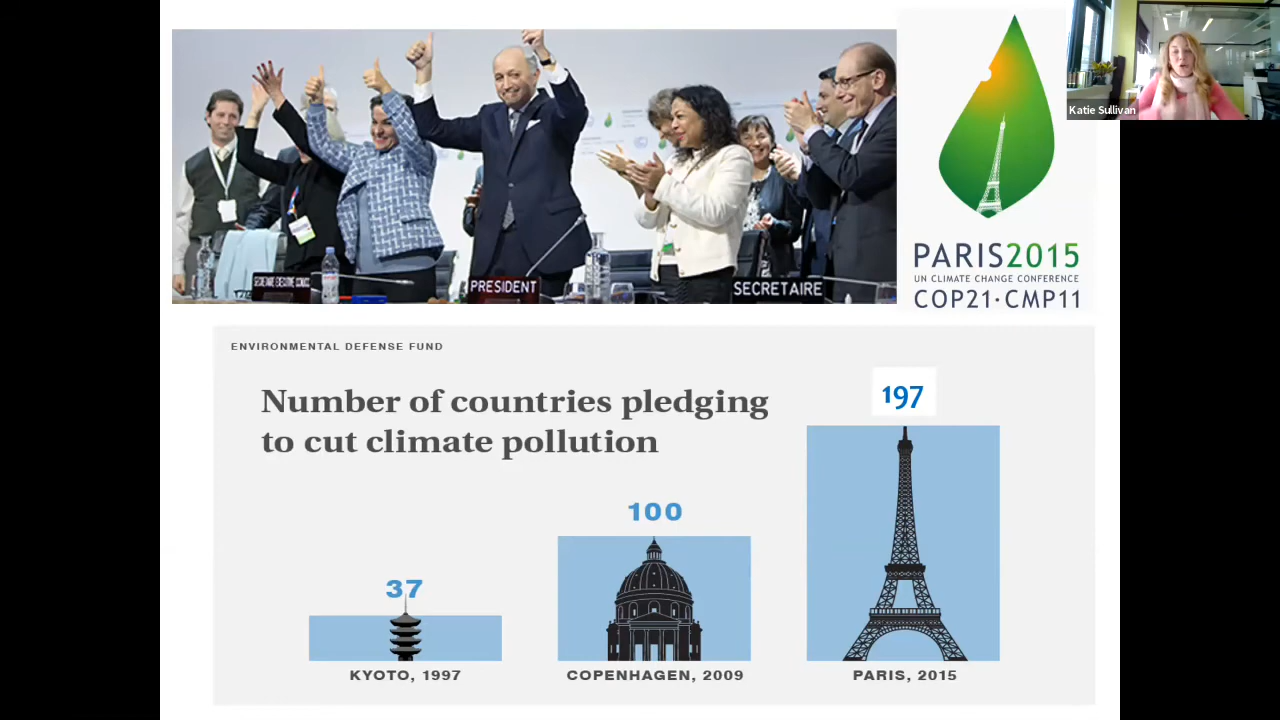 Katie Sullivan
SECRETAIRE
PRESIDENT
SECRETAIRE
PARIS2015
UN CLIMATE CHANGE CONFERENCE
COP21·CMP11
ENVIRONMENTAL DEFENSE FUND
Number of countries pledging
to cut climate pollution
197
100
37
KYOTO, 1997
COPENHAGEN, 2009
PARIS, 2015